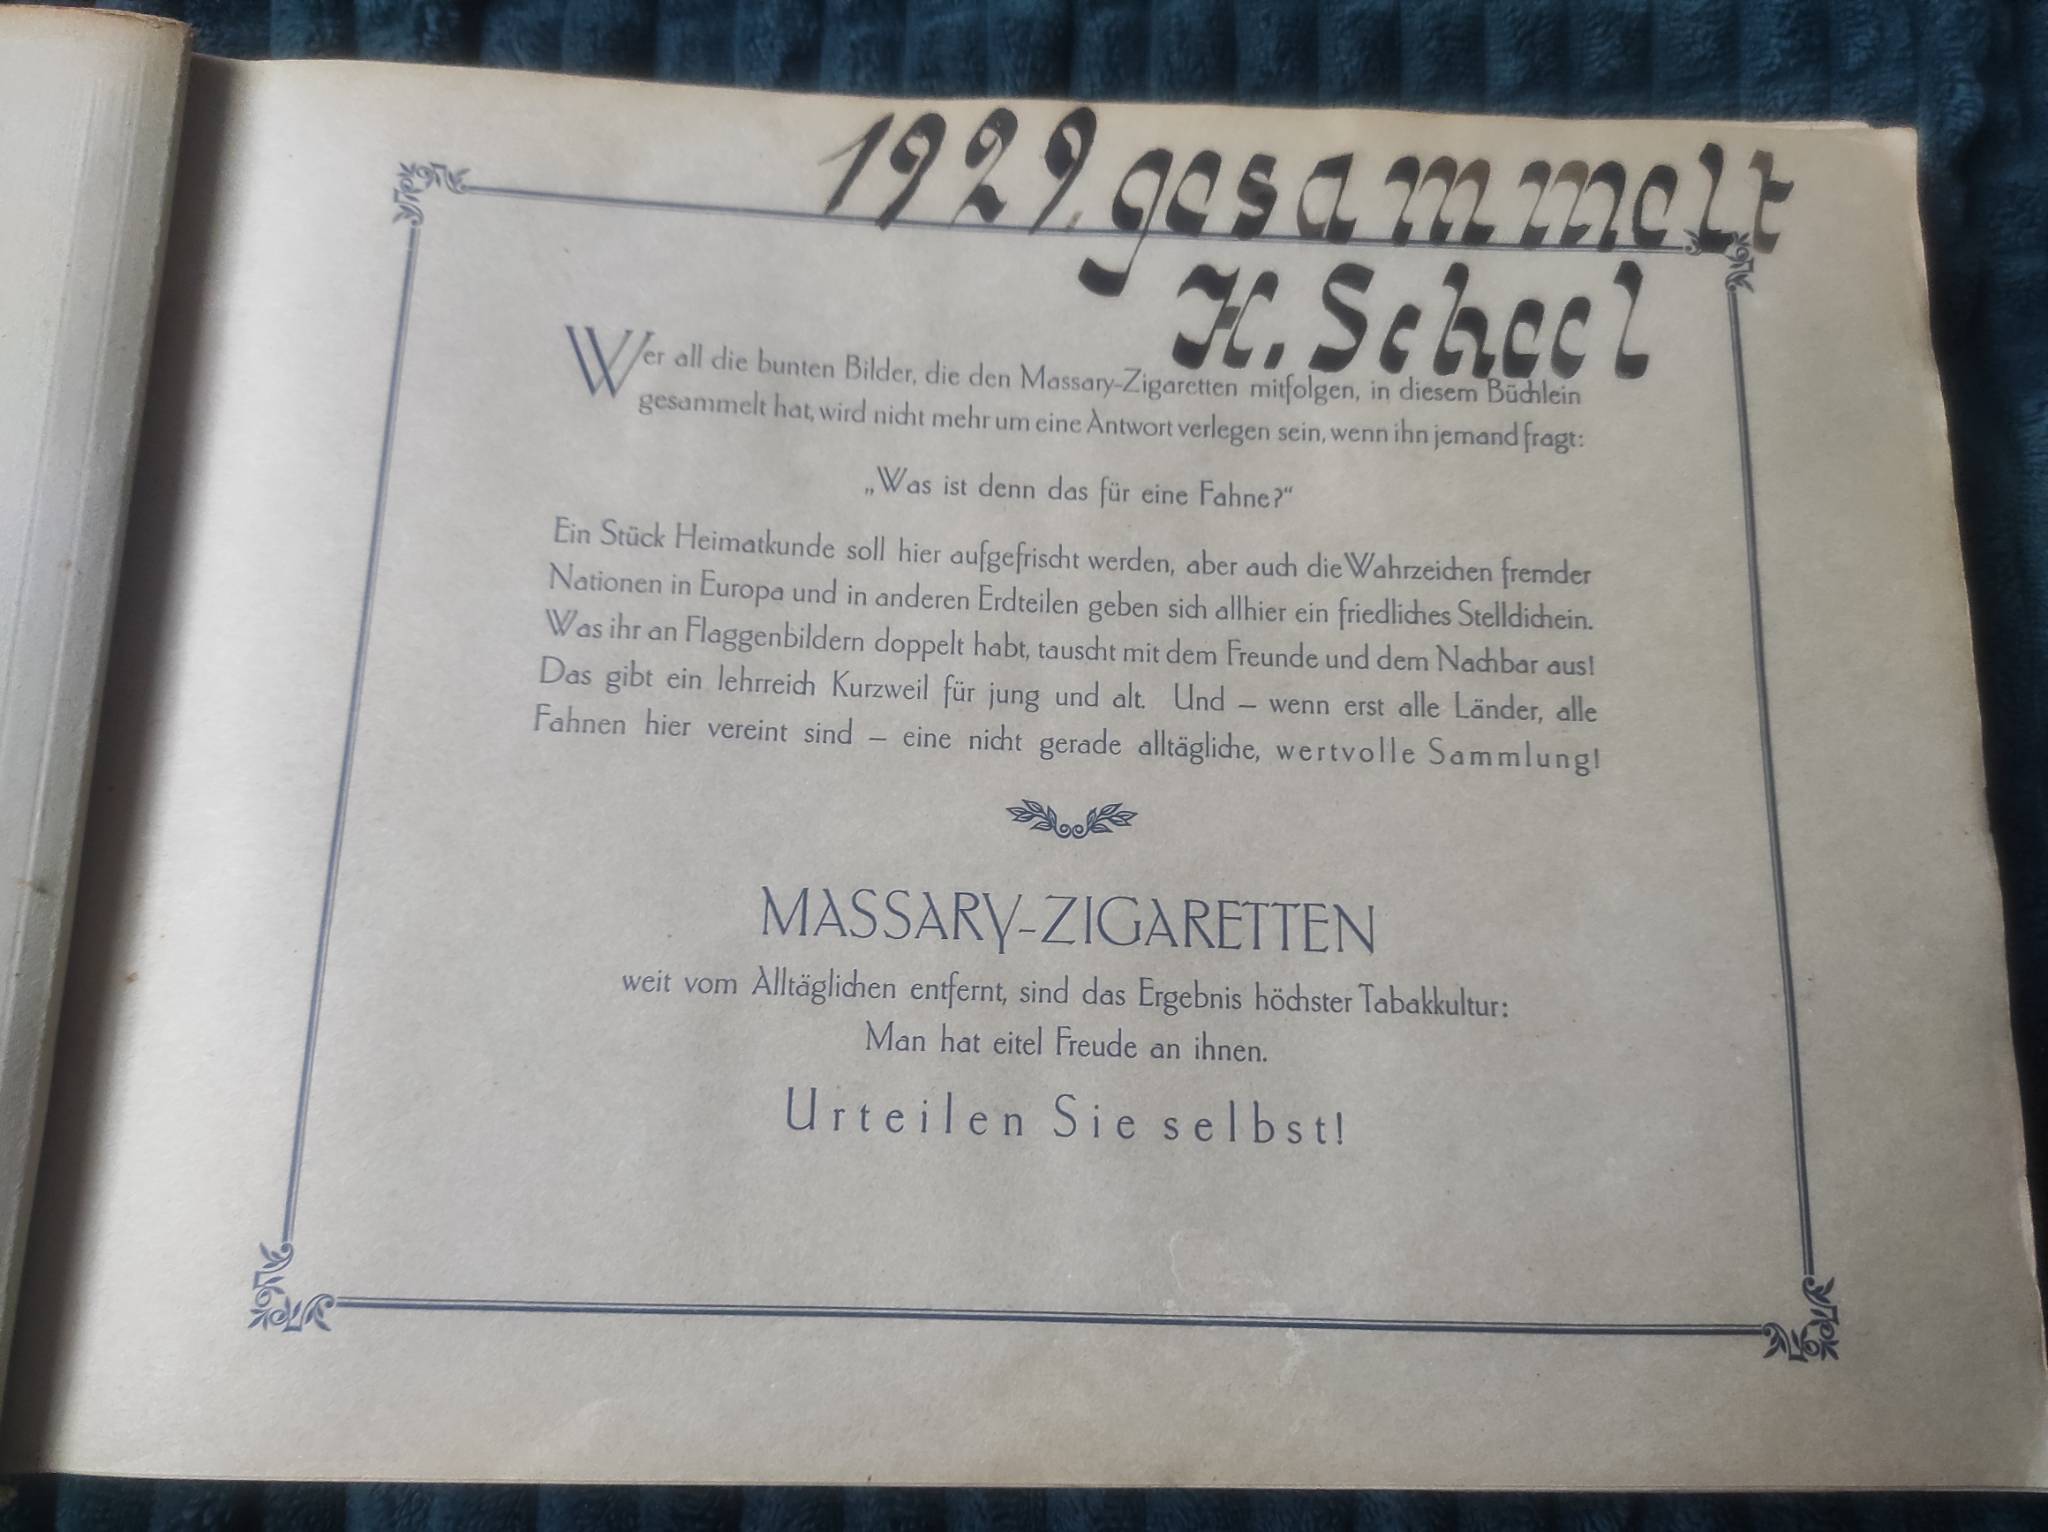 1929. gesammelt
H. Scheel
Wer all die bunten Bilder, die den Massary-Zigaretten mitfolgen, in diesem Büchlein
gesammelt hat, wird nicht mehr um eine Antwort verlegen sein, wenn ihn jemand fragt:
„Was ist denn das für eine Fahne?“
Ein Stück Heimatkunde soll hier aufgefrischt werden, aber auch die Wahrzeichen fremder
Nationen in Europa und in anderen Erdteilen geben sich allhier ein friedliches Stelldichein.
Was ihr an Flaggenbildern doppelt habt, tauscht mit dem Freunde und dem Nachbar aus!
Das gibt ein lehrreich Kurzweil für jung und alt. Und – wenn erst alle Länder, alle
Fahnen hier vereint sind – eine nicht gerade alltägliche, wertvolle Sammlung!
MASSARY-ZIGARETTEN
weit vom Alltäglichen entfernt, sind das Ergebnis höchster Tabakkultur:
Man hat eitel Freude an ihnen.
Urteilen Sie selbst!